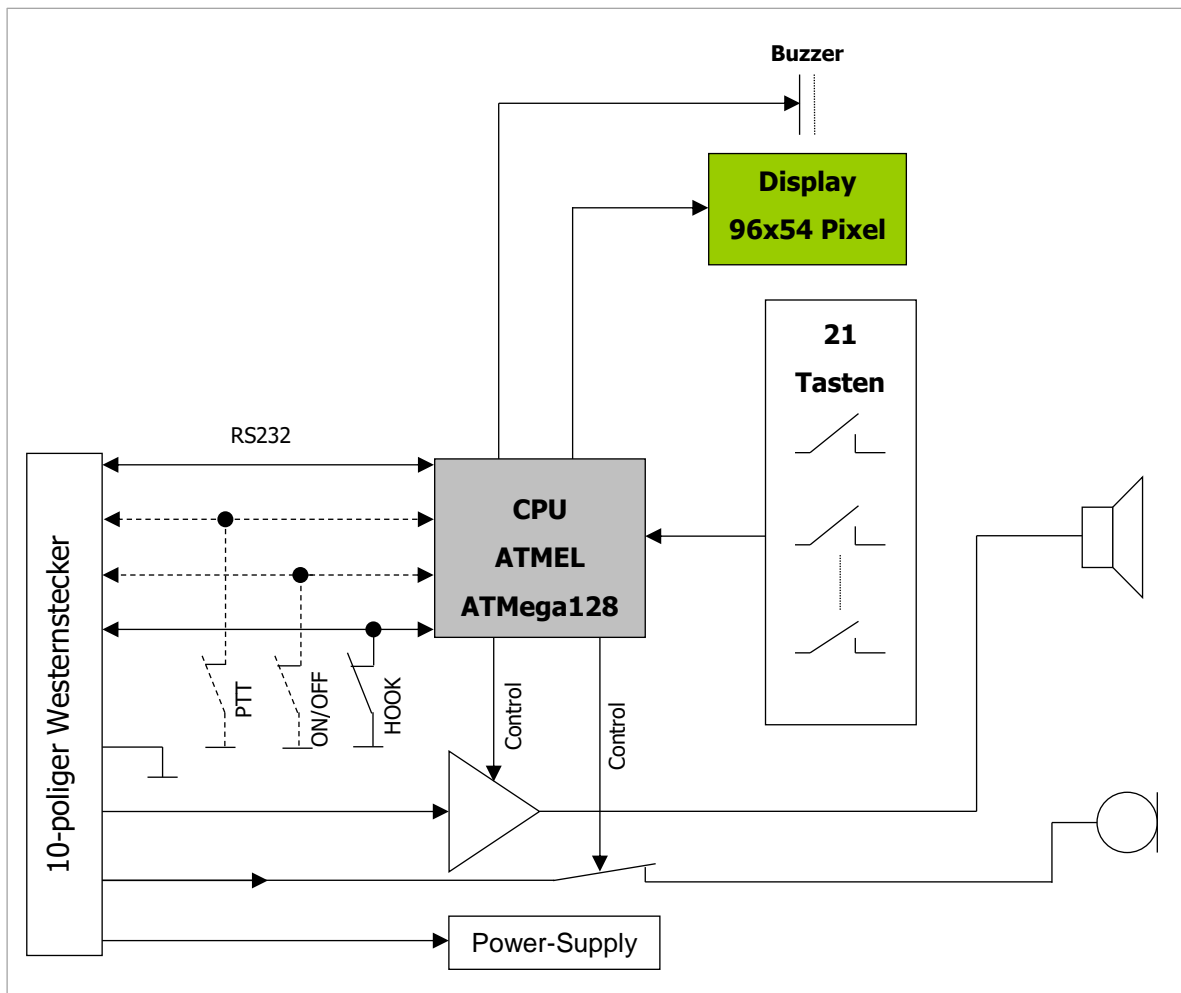 Buzzer
Display
96x54 Pixel
21
Tasten
RS232
CPU
ATMEL
ATMega128
10-poliger Westernstecker
PTT
ON/OFF
HOOK
Control
Control
Power-Supply